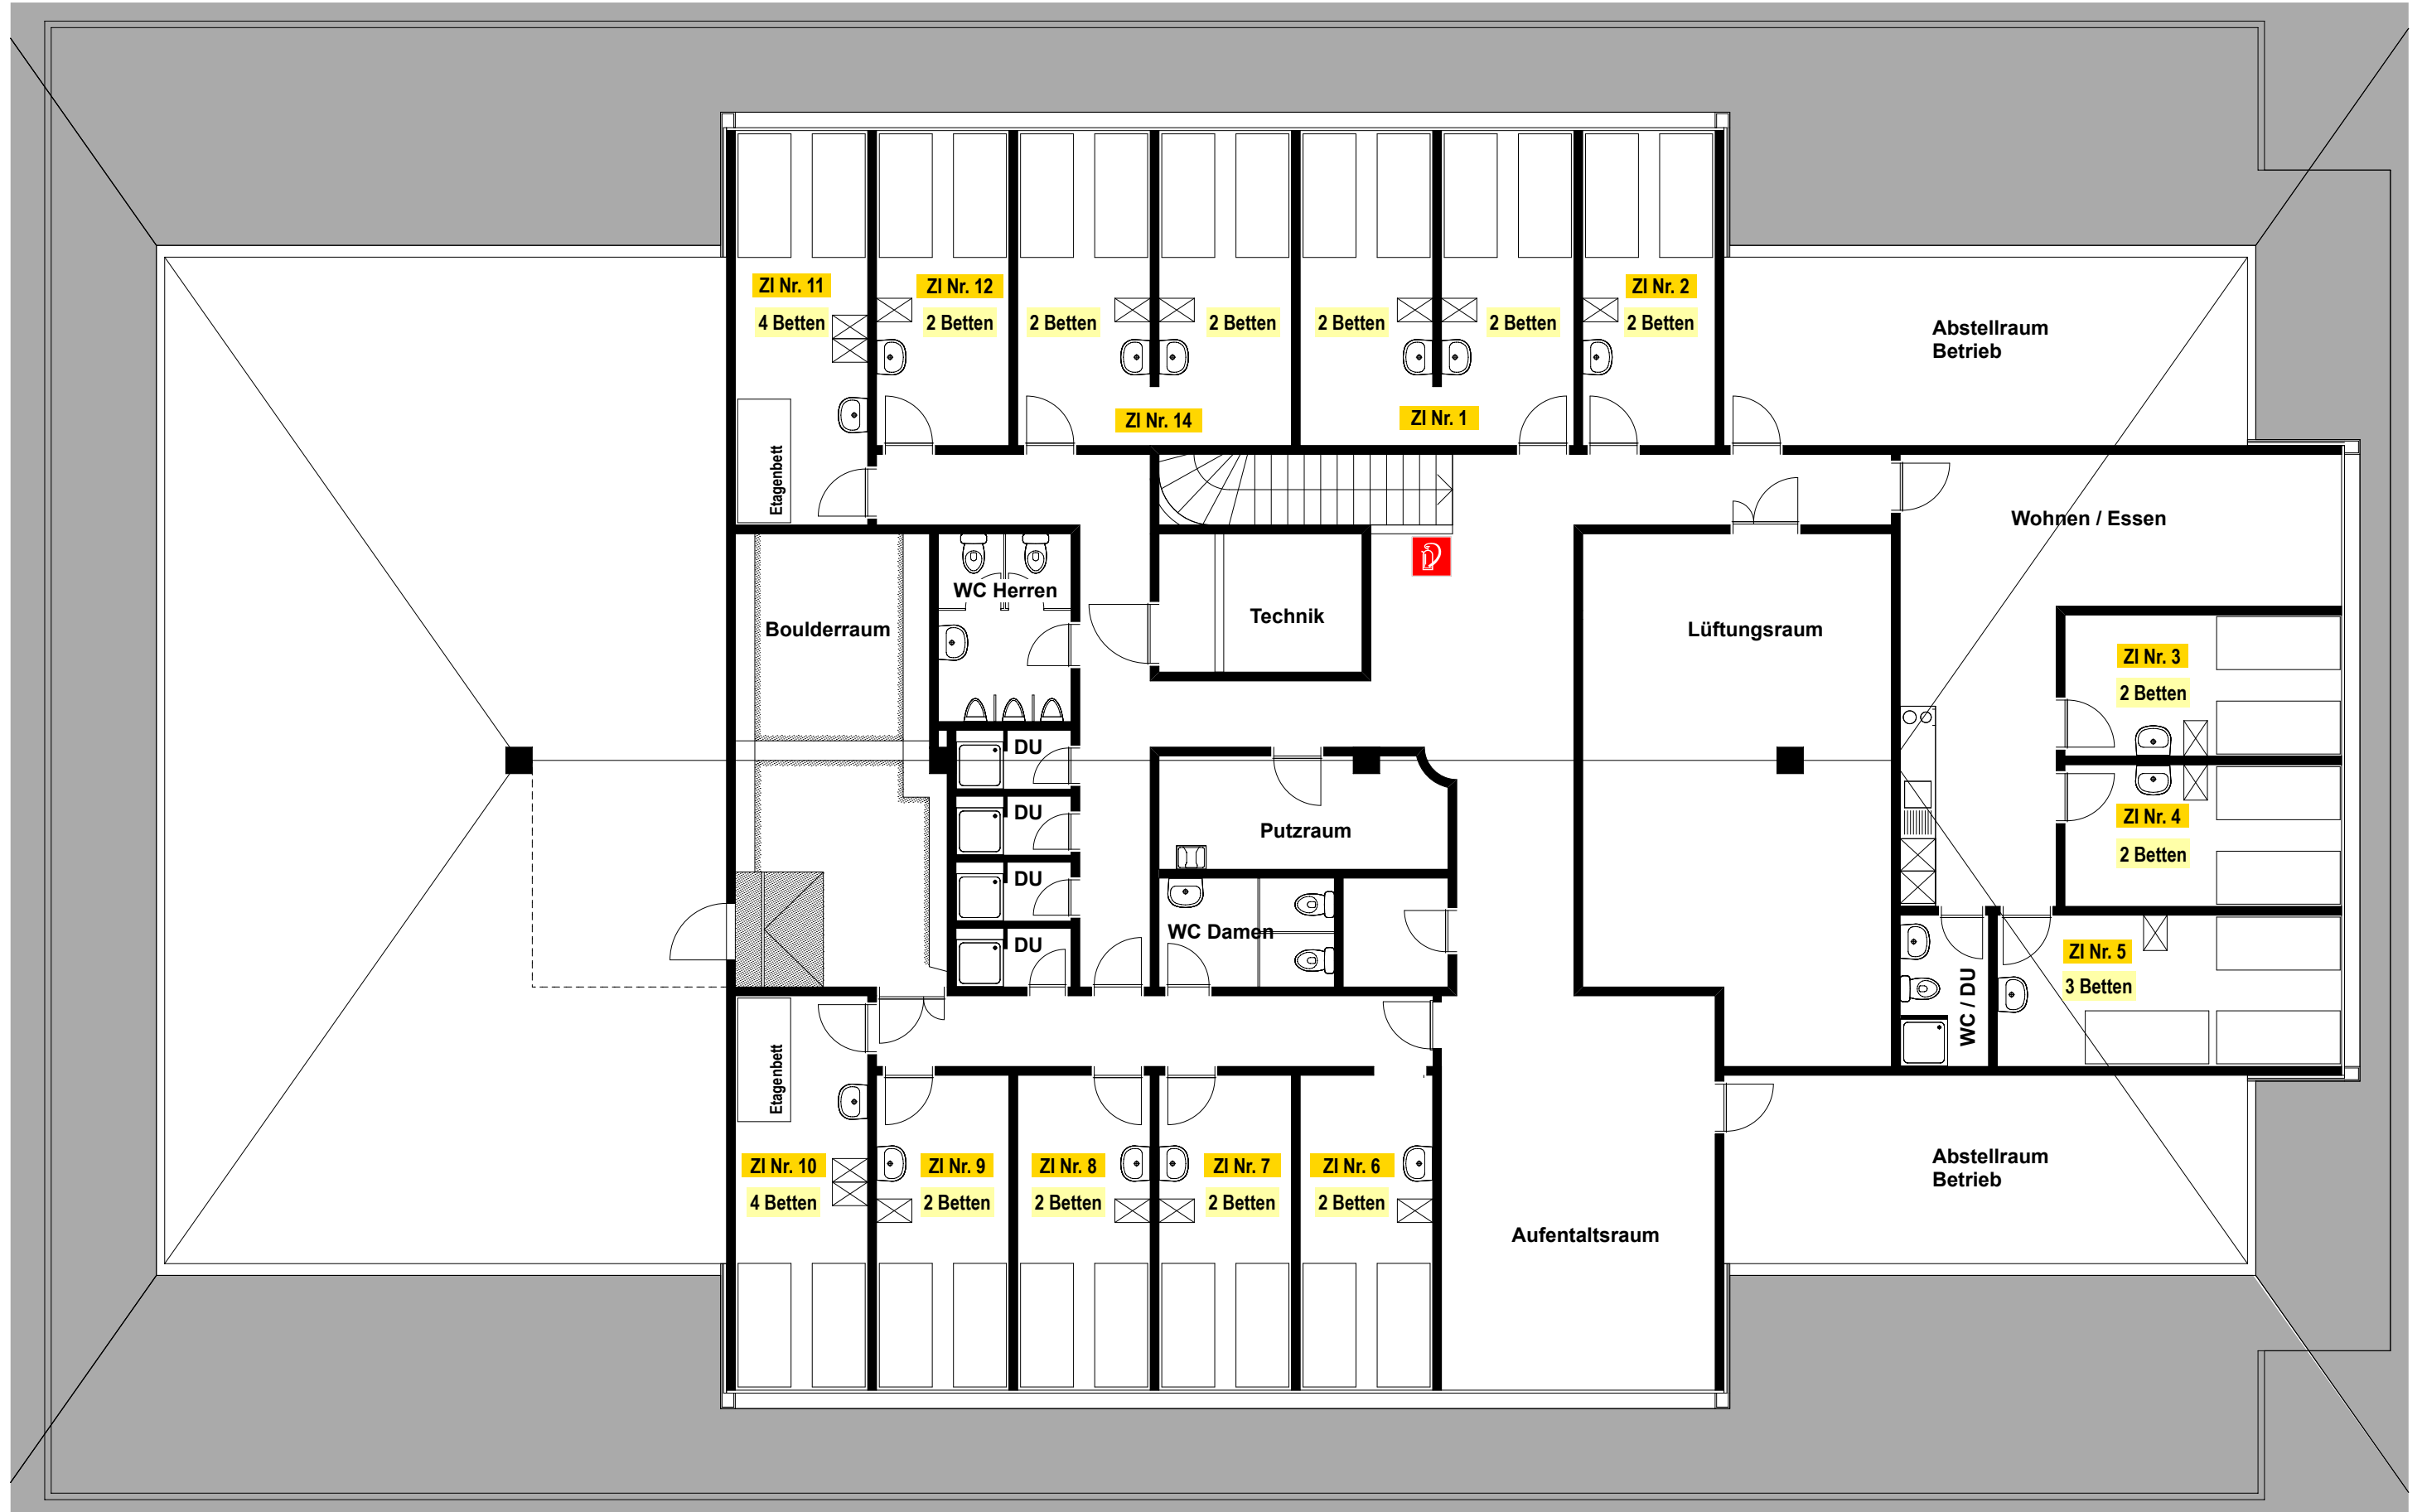 ZI Nr. 11
4 Betten
Etagenbett
ZI Nr. 12
2 Betten
2 Betten
2 Betten
ZI Nr. 14
2 Betten
2 Betten
ZI Nr. 1
ZI Nr. 2
2 Betten
Abstellraum
Betrieb
Wohnen / Essen
WC Herren
Boulderraum
Technik
Lüftungsraum
ZI Nr. 3
2 Betten
DU
DU
DU
DU
Putzraum
WC Damen
ZI Nr. 4
2 Betten
ZI Nr. 5
3 Betten
WC / DU
Etagenbett
ZI Nr. 10
4 Betten
ZI Nr. 9
2 Betten
ZI Nr. 8
2 Betten
ZI Nr. 7
2 Betten
ZI Nr. 6
2 Betten
Aufentaltsraum
Abstellraum
Betrieb